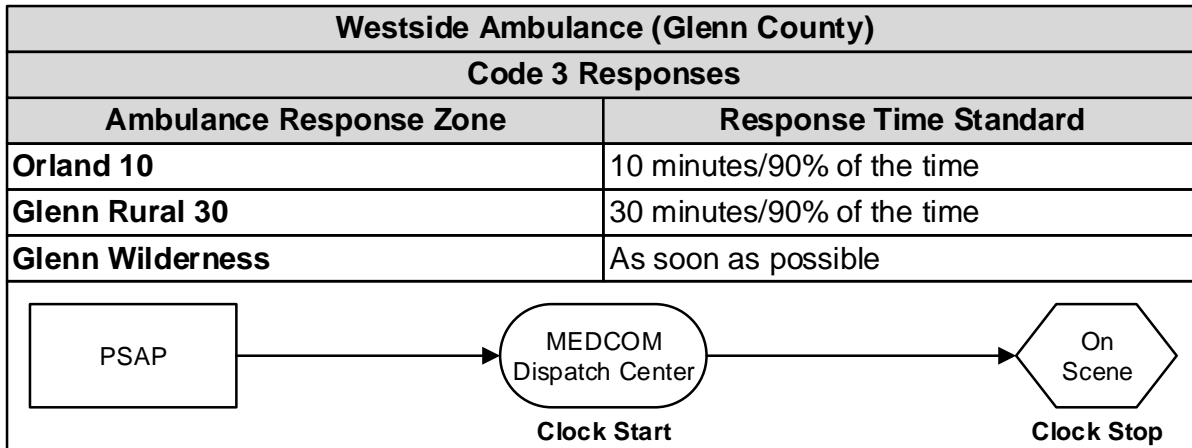 Westside Ambulance (Glenn County)
Code 3 Responses
Ambulance Response Zone
Response Time Standard
Orland 10
10 minutes/90% of the time
Glenn Rural 30
30 minutes/90% of the time
Glenn Wilderness
As soon as possible
PSAP
MEDCOM
Dispatch Center
On
Scene
Clock Start
Clock Stop